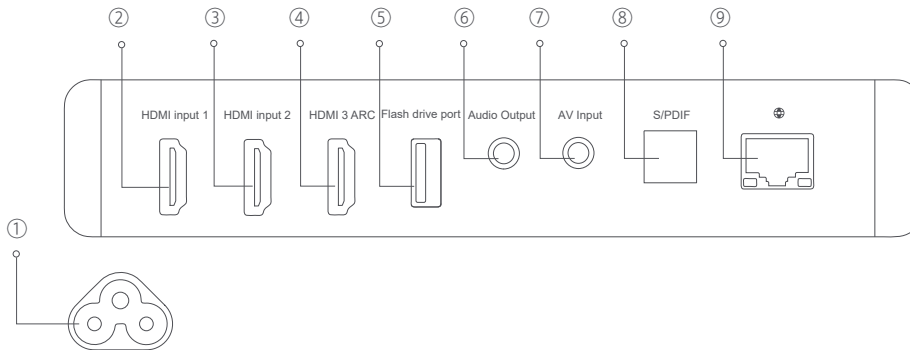 ② ③ ④ ⑤ ⑥ ⑦ ⑧ ⑨
HDMI input 1 HDMI input 2 HDMI 3 ARC Flash drive port Audio Output AV Input S/PDIF
①